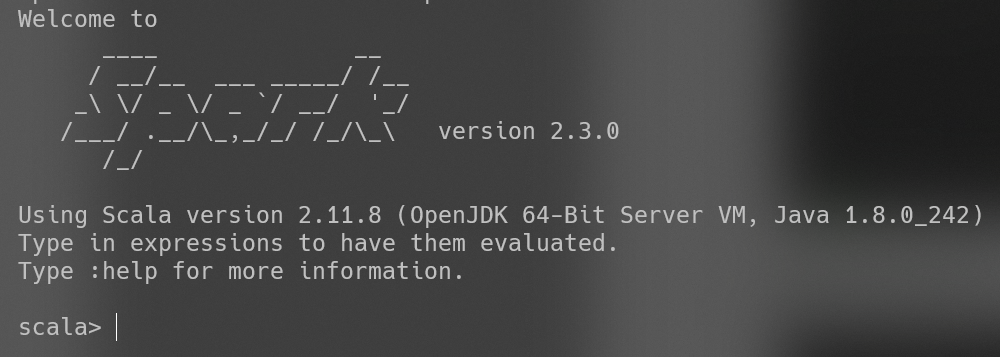 Welcome to
      ____              __
     / __/__  ___ _____/ /__
    _\ \/ _ \/ _ `/ __/  '_/
   /___/ .__/\_,_/_/ /_/\_\   version 2.3.0
      /_/
Using Scala version 2.11.8 (OpenJDK 64-Bit Server VM, Java 1.8.0_242)
Type in expressions to have them evaluated.
Type :help for more information.
scala>